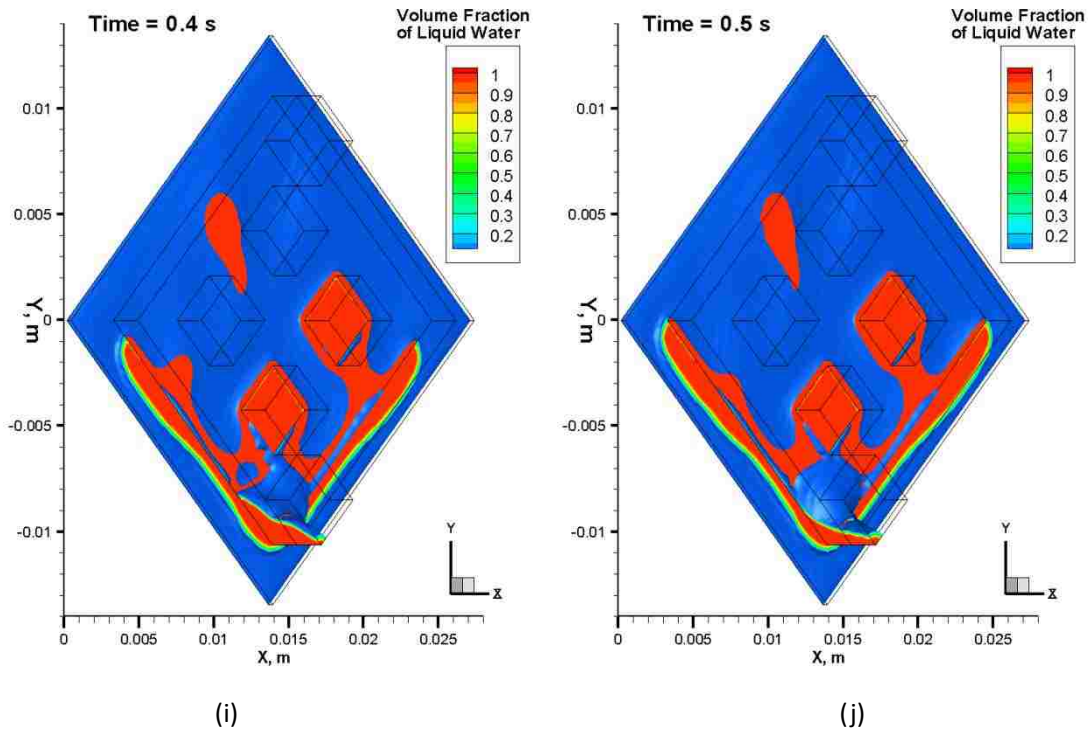 Time = 0.4 s
Volume Fraction
of Liquid Water
1
0.9
0.8
0.7
0.6
0.5
0.4
0.3
0.2
0.01
0.005
0
-0.005
-0.01
Y, m
0 0.005 0.01 0.015 0.02 0.025
X, m
Y
X
(i)
Time = 0.5 s
Volume Fraction
of Liquid Water
1
0.9
0.8
0.7
0.6
0.5
0.4
0.3
0.2
0.01
0.005
0
-0.005
-0.01
Y, m
0 0.005 0.01 0.015 0.02 0.025
X, m
Y
X
(j)